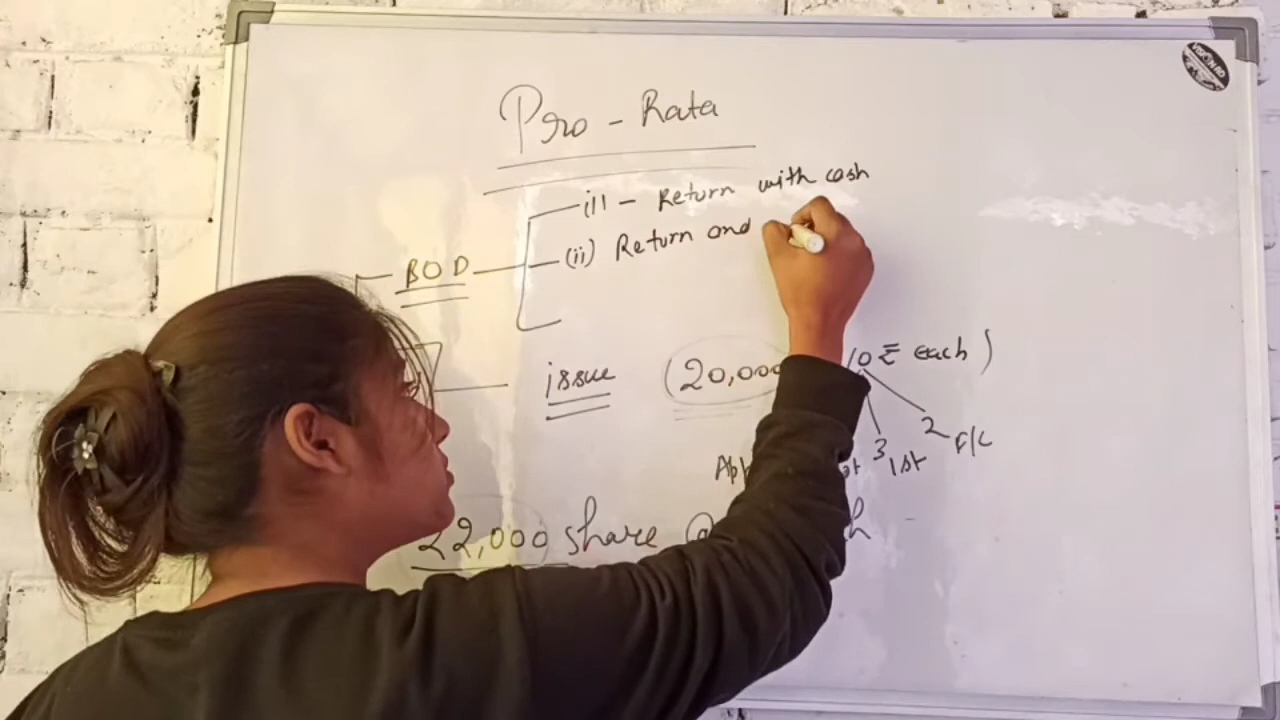 Pro - Rata
(i) - Return with cash
(ii) Return and
BOD
issue (20,000 10 ₹ each)
3 2
App 1st F/C
22,000 share @